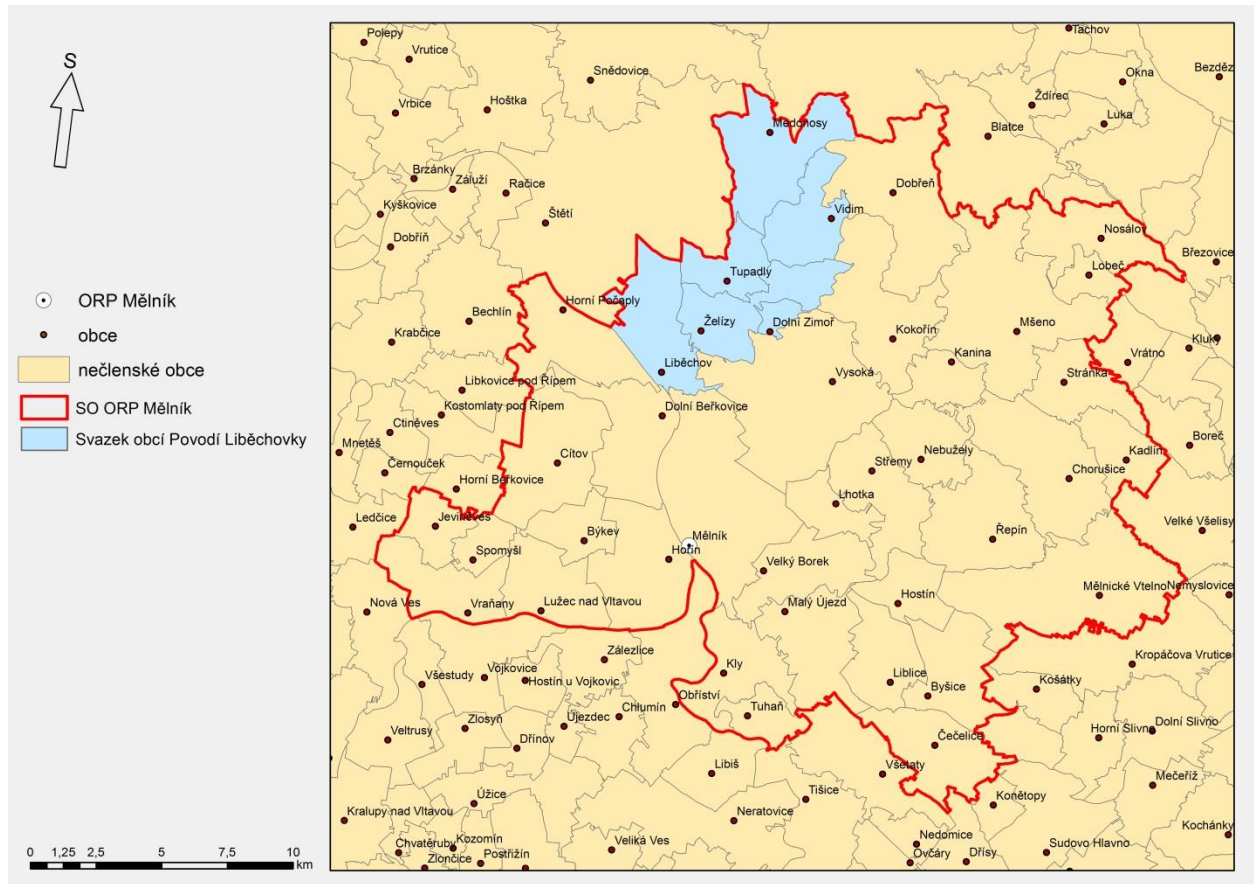 S
ORP Mělník
obce
nečlenské obce
SO ORP Mělník
Svazek obcí Povodí Liběchovky
0 1,25 2,5 5 7,5 10
km
Polepy
Vrutice
Snědovice
Tachov
Okna
Bezděz
Vrbice
Hoštka
Ždírec
Luka
Medonosy
Blatce
Brzánky
Záluží
Račice
Dobřeň
Kyškovice
Štětí
Vidim
Nosálov
Dobříň
Březovice
Lobeč
Tupadly
Horní Počaply
Bechlín
Želízy
Dolní Zimoř
Krabčice
Kokořín
Mšeno
Kluky
Kanina
Vrátno
Liběchov
Vysoká
Stránka
Libkovice pod Řípem
Kostomlaty pod Řípem
Dolní Beřkovice
Ctiněves
Mnetěš
Boreč
Černouček
Cítov
Střemy
Nebužely
Kadlín
Chorušice
Horní Beřkovice
Lhotka
Ledčice
Jeviněves
Velké Všelisy
Býkev
Mělník
Řepín
Spomyšl
Hořín
Velký Borek
Mělnické Vtelno
Nemyslovice
Nová Ves
Vraňany
Lužec nad Vltavou
Malý Újezd
Hostín
Zálezlice
Kropáčova Vrutice
Všestudy
Vojkovice
Hostín u Vojkovic
Kly
Liblice
Byšice
Košátky
Obříství
Chlumín
Tuhaň
Zlosyň
Újezdec
Veltrusy
Dřínov
Čečelice
Horní Slivno
Dolní Slivno
Libiš
Všetaty
Mečeříž
Tišice
Úžice
Konětopy
Kralupy nad Vltavou
Neratovice
Kochánky
Chvatěruby
Kozomín
Veliká Ves
Nedomice
Zlončice
Postřižín
Ovčáry
Dřísy
Sudovo Hlavno